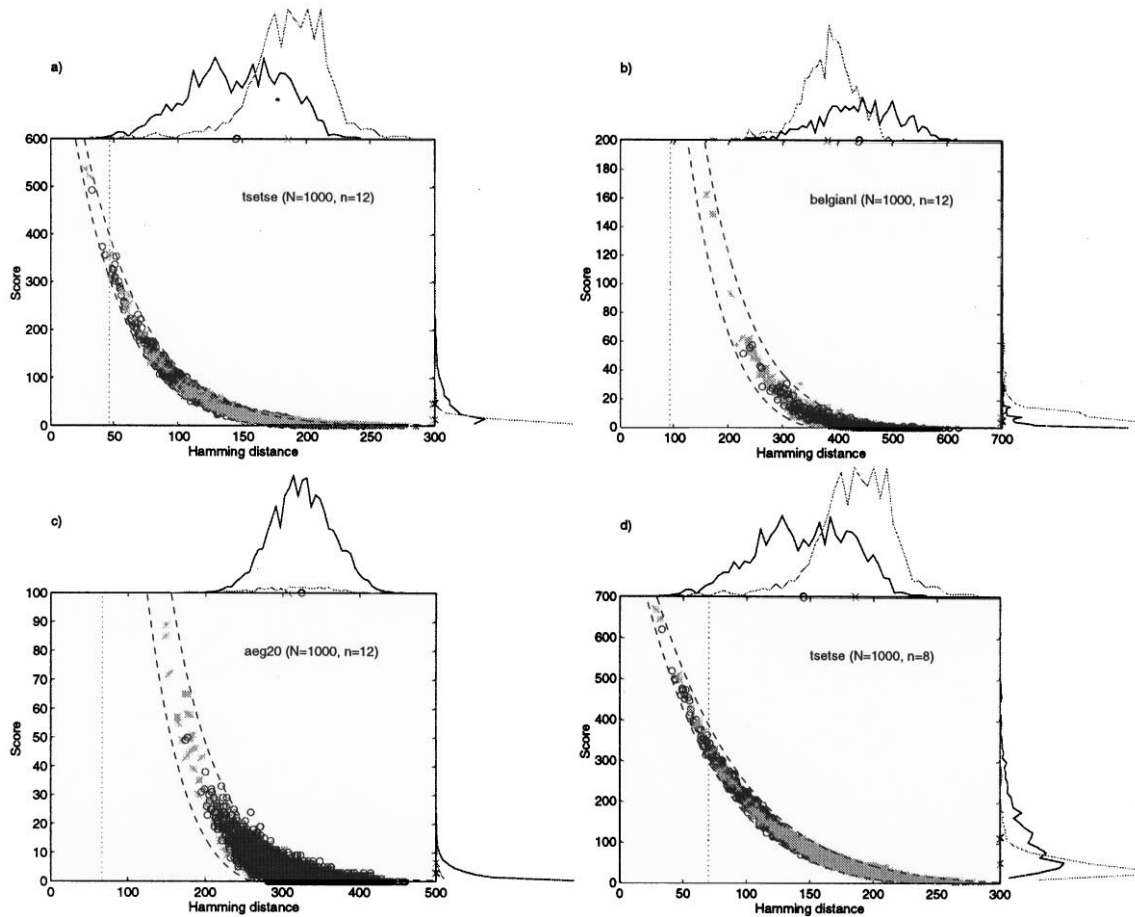 a)
600
500
400
300
200
100
0
Score
tsetse (N=1000, n=12)
0 50 100 150 200 250 300
Hamming distance
b)
200
180
160
140
120
100
80
60
40
20
0
Score
belgianl (N=1000, n=12)
0 100 200 300 400 500 600 700
Hamming distance
c)
100
90
80
70
60
50
40
30
20
10
0
Score
aeg20 (N=1000, n=12)
0 100 200 300 400 500
Hamming distance
d)
700
600
500
400
300
200
100
0
Score
tsetse (N=1000, n=8)
0 50 100 150 200 250 300
Hamming distance